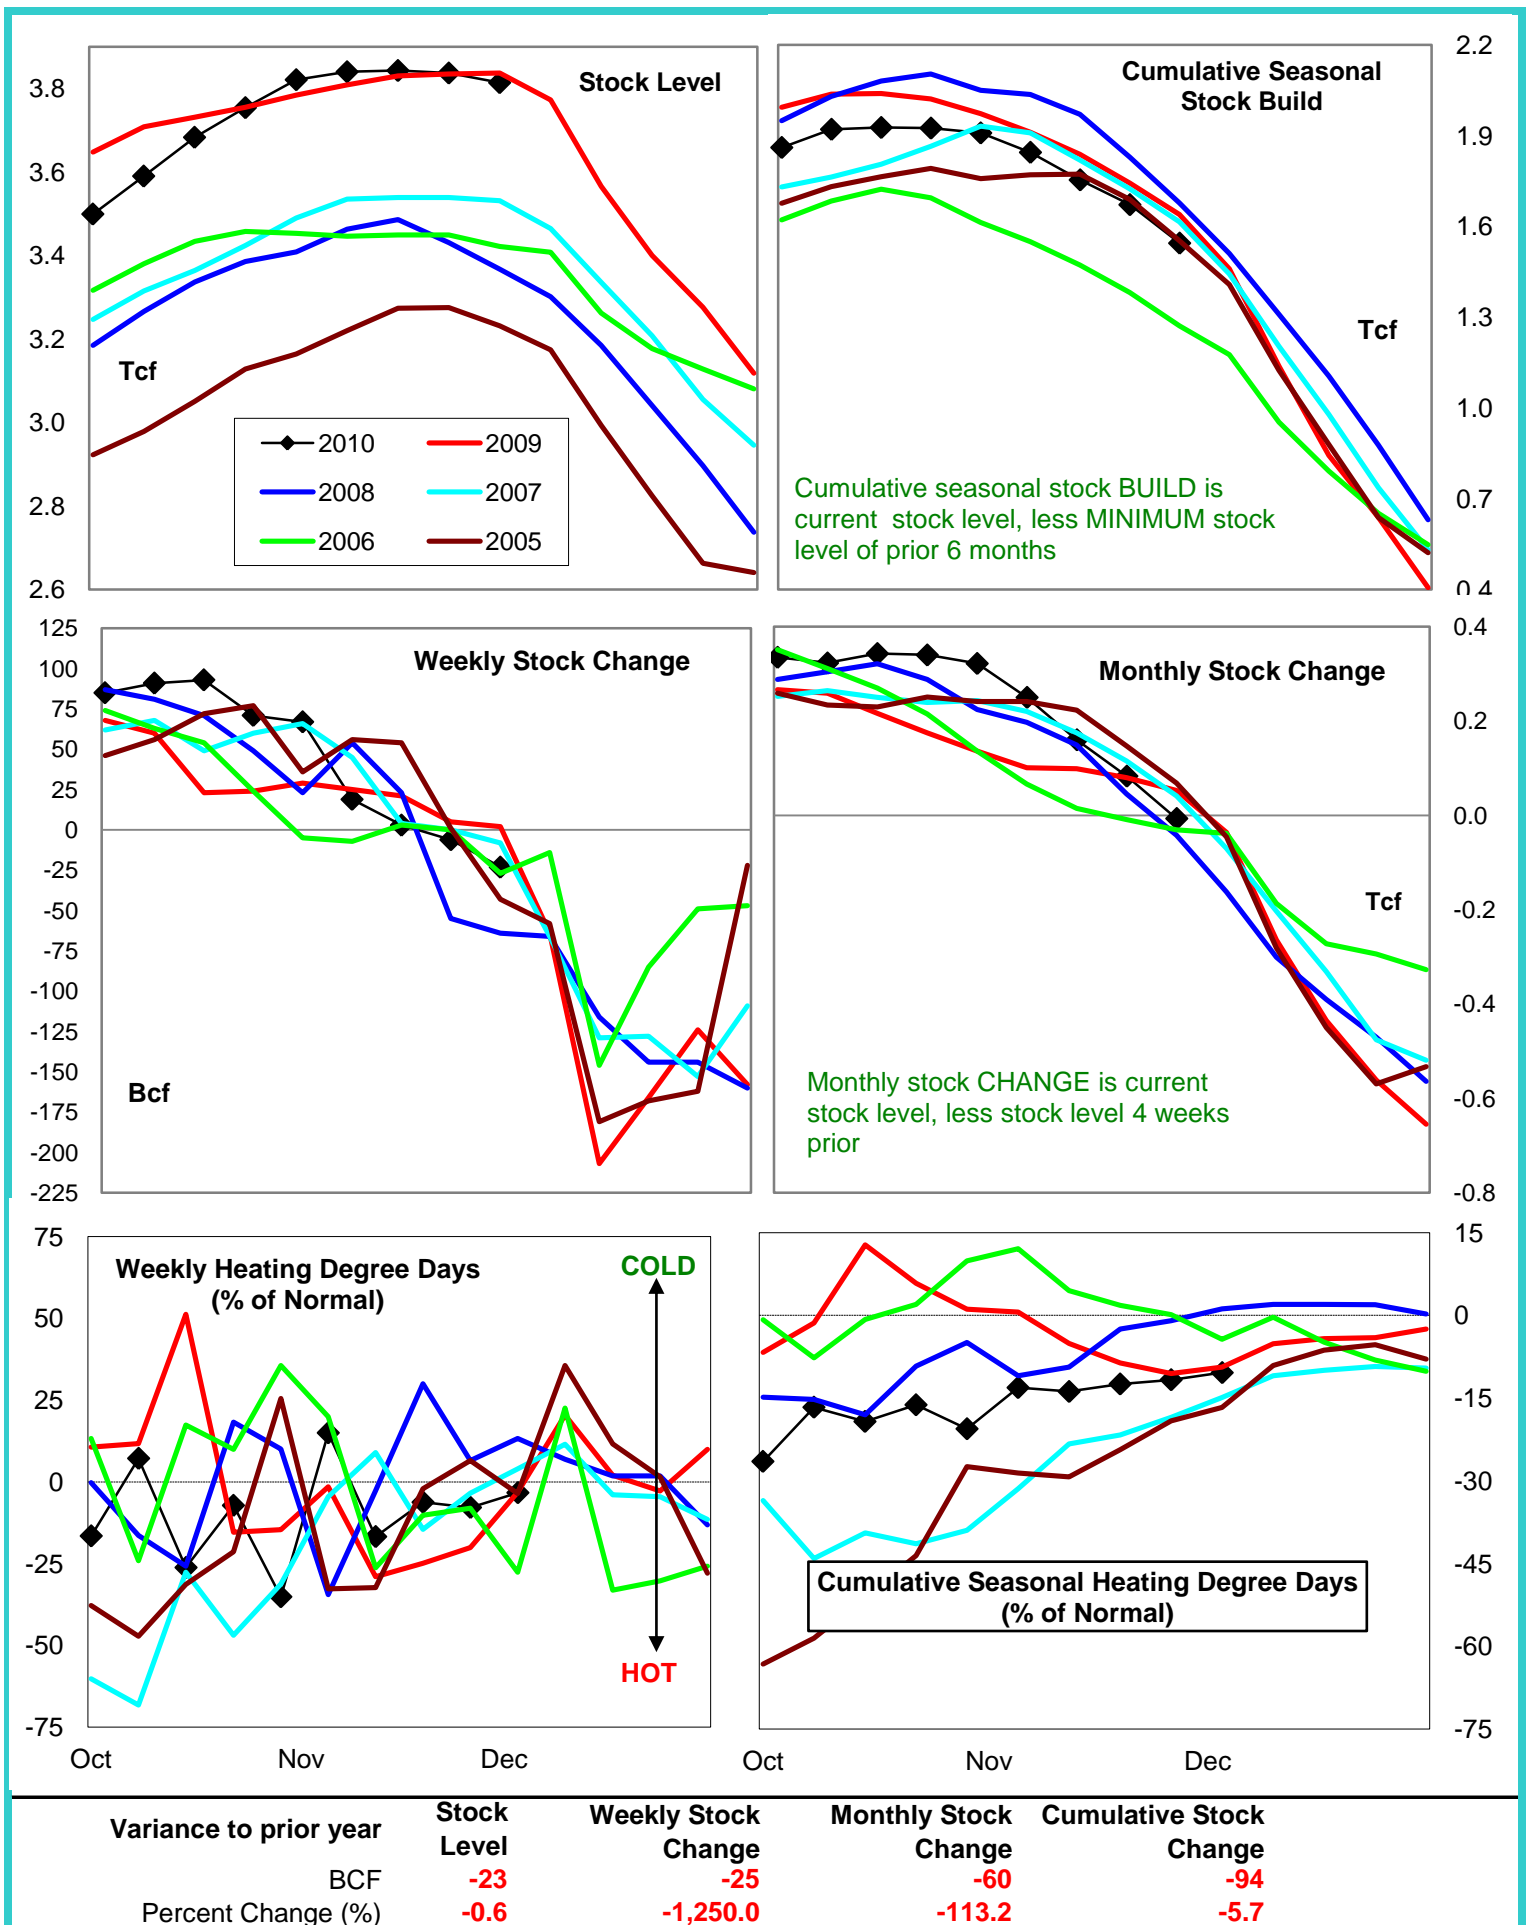 Stock Level
3.8
3.6
3.4
3.2
3.0
2.8
2.6
Tcf
2010
2009
2008
2007
2006
2005
Cumulative Seasonal
Stock Build
2.2
1.9
1.6
1.3
1.0
0.7
0.4
Tcf
Cumulative seasonal stock BUILD is
current stock level, less MINIMUM stock
level of prior 6 months
Weekly Stock Change
125
100
75
50
25
0
-25
-50
-75
-100
-125
-150
-175
-200
-225
Bcf
Monthly Stock Change
0.4
0.2
0.0
-0.2
-0.4
-0.6
-0.8
Tcf
Monthly stock CHANGE is current
stock level, less stock level 4 weeks
prior
Weekly Heating Degree Days
(% of Normal)
COLD
HOT
75
50
25
0
-25
-50
-75
Oct Nov Dec
15
0
-15
-30
-45
-60
-75
Cumulative Seasonal Heating Degree Days
(% of Normal)
Oct Nov Dec
Variance to prior year
Stock
Level
Weekly Stock
Change
Monthly Stock
Change
Cumulative Stock
Change
BCF -23 -25 -60 -94
Percent Change (%) -0.6 -1,250.0 -113.2 -5.7